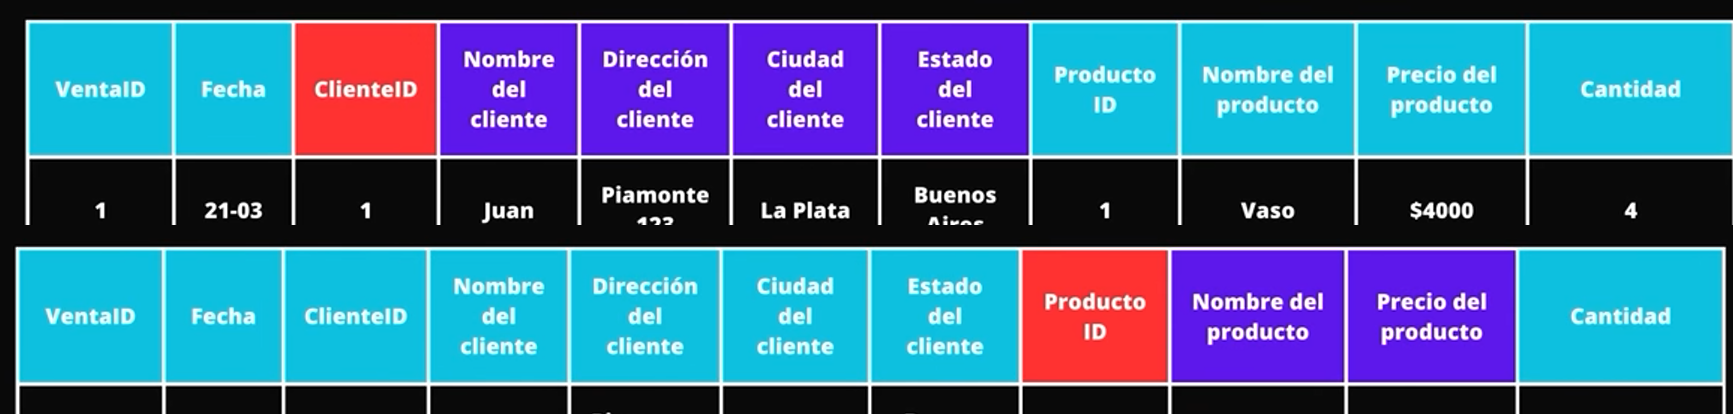 VentaID Fecha ClienteID Nombre del cliente Dirección del cliente Ciudad del cliente Estado del cliente Producto ID Nombre del producto Precio del producto Cantidad
1 21-03 1 Juan Piamonte 123 La Plata Buenos Aires 1 Vaso $4000 4
VentaID Fecha ClienteID Nombre del cliente Dirección del cliente Ciudad del cliente Estado del cliente Producto ID Nombre del producto Precio del producto Cantidad